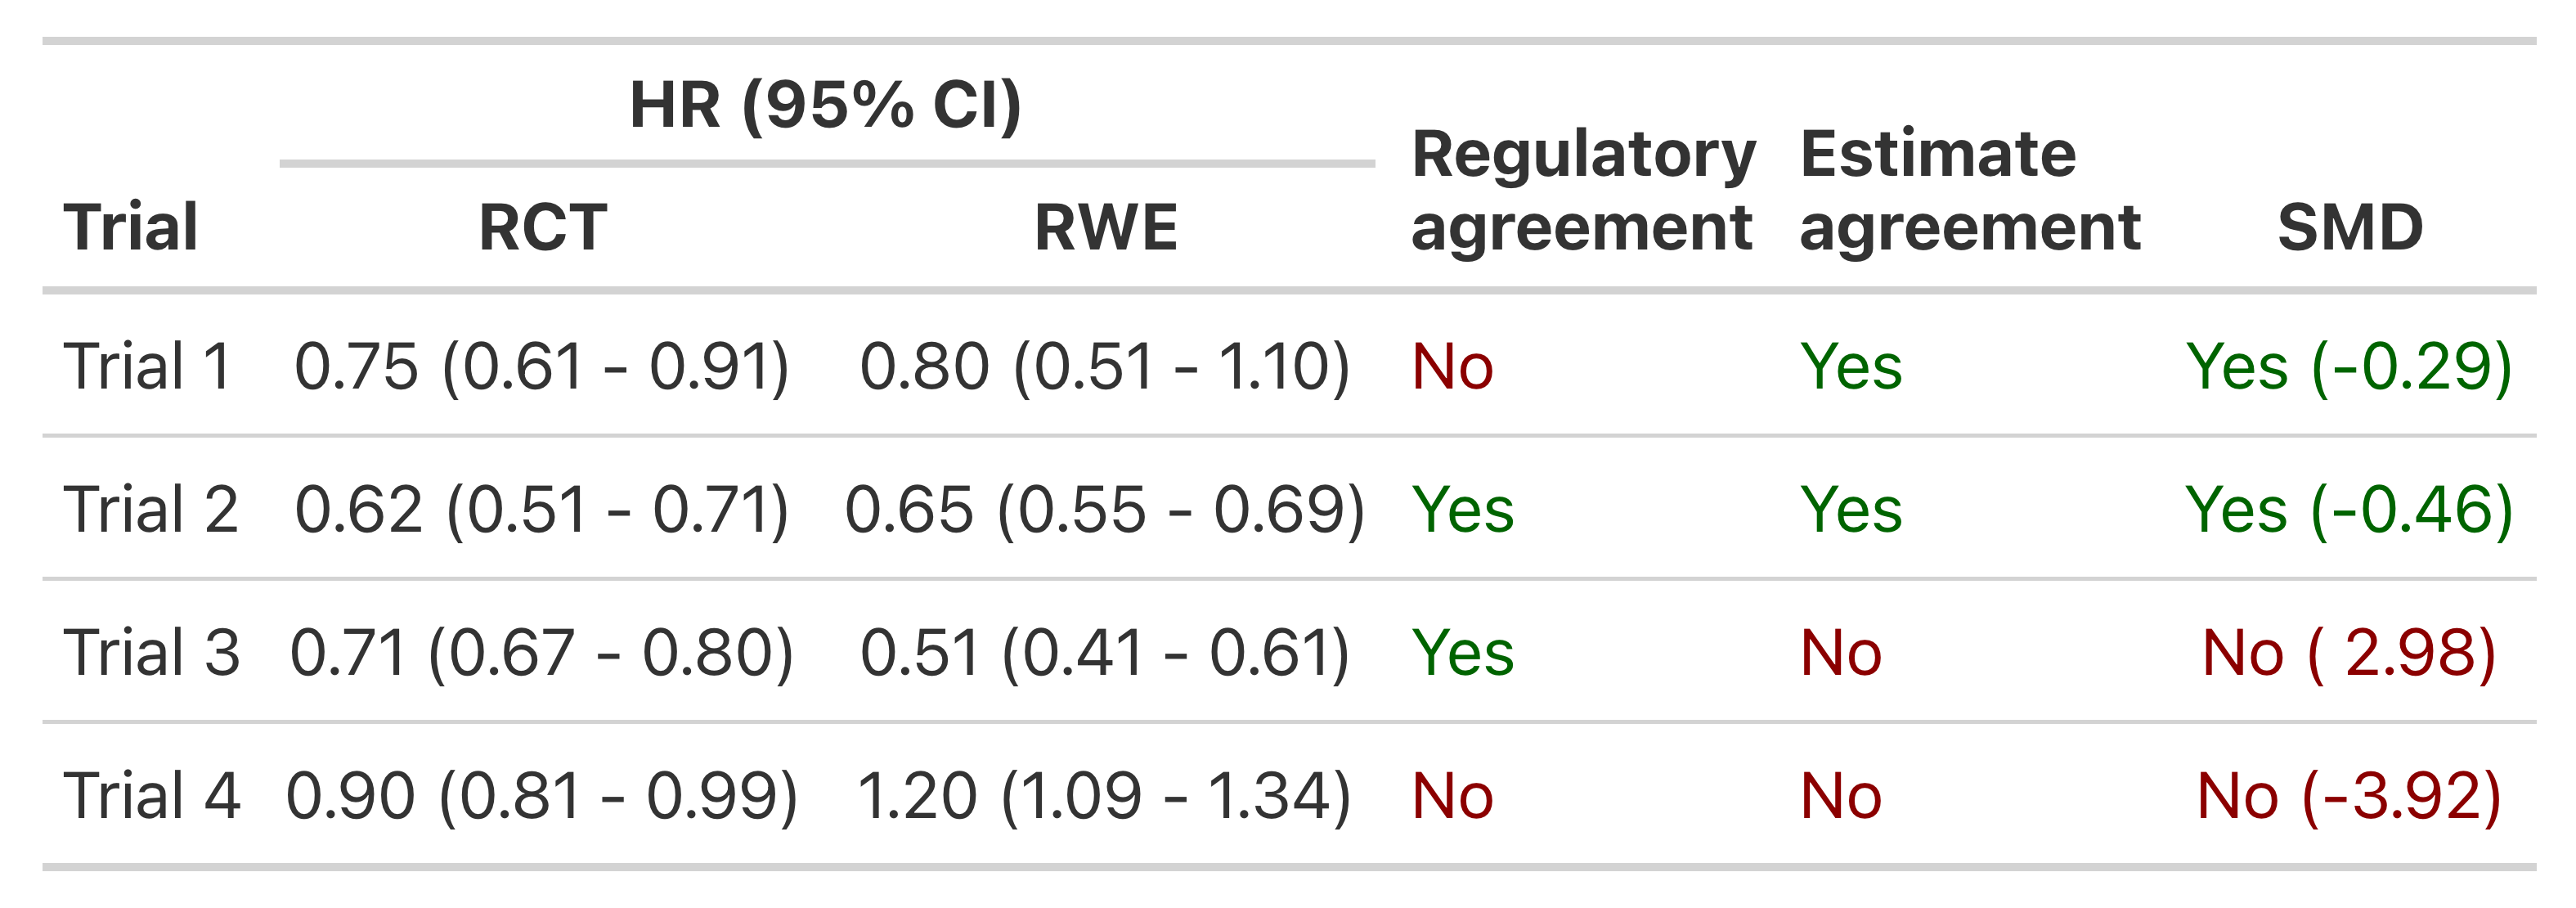 HR (95% CI)
Trial RCT RWE Regulatory agreement Estimate agreement SMD
Trial 1 0.75 (0.61 - 0.91) 0.80 (0.51 - 1.10) No Yes Yes (-0.29)
Trial 2 0.62 (0.51 - 0.71) 0.65 (0.55 - 0.69) Yes Yes Yes (-0.46)
Trial 3 0.71 (0.67 - 0.80) 0.51 (0.41 - 0.61) Yes No No ( 2.98)
Trial 4 0.90 (0.81 - 0.99) 1.20 (1.09 - 1.34) No No No (-3.92)